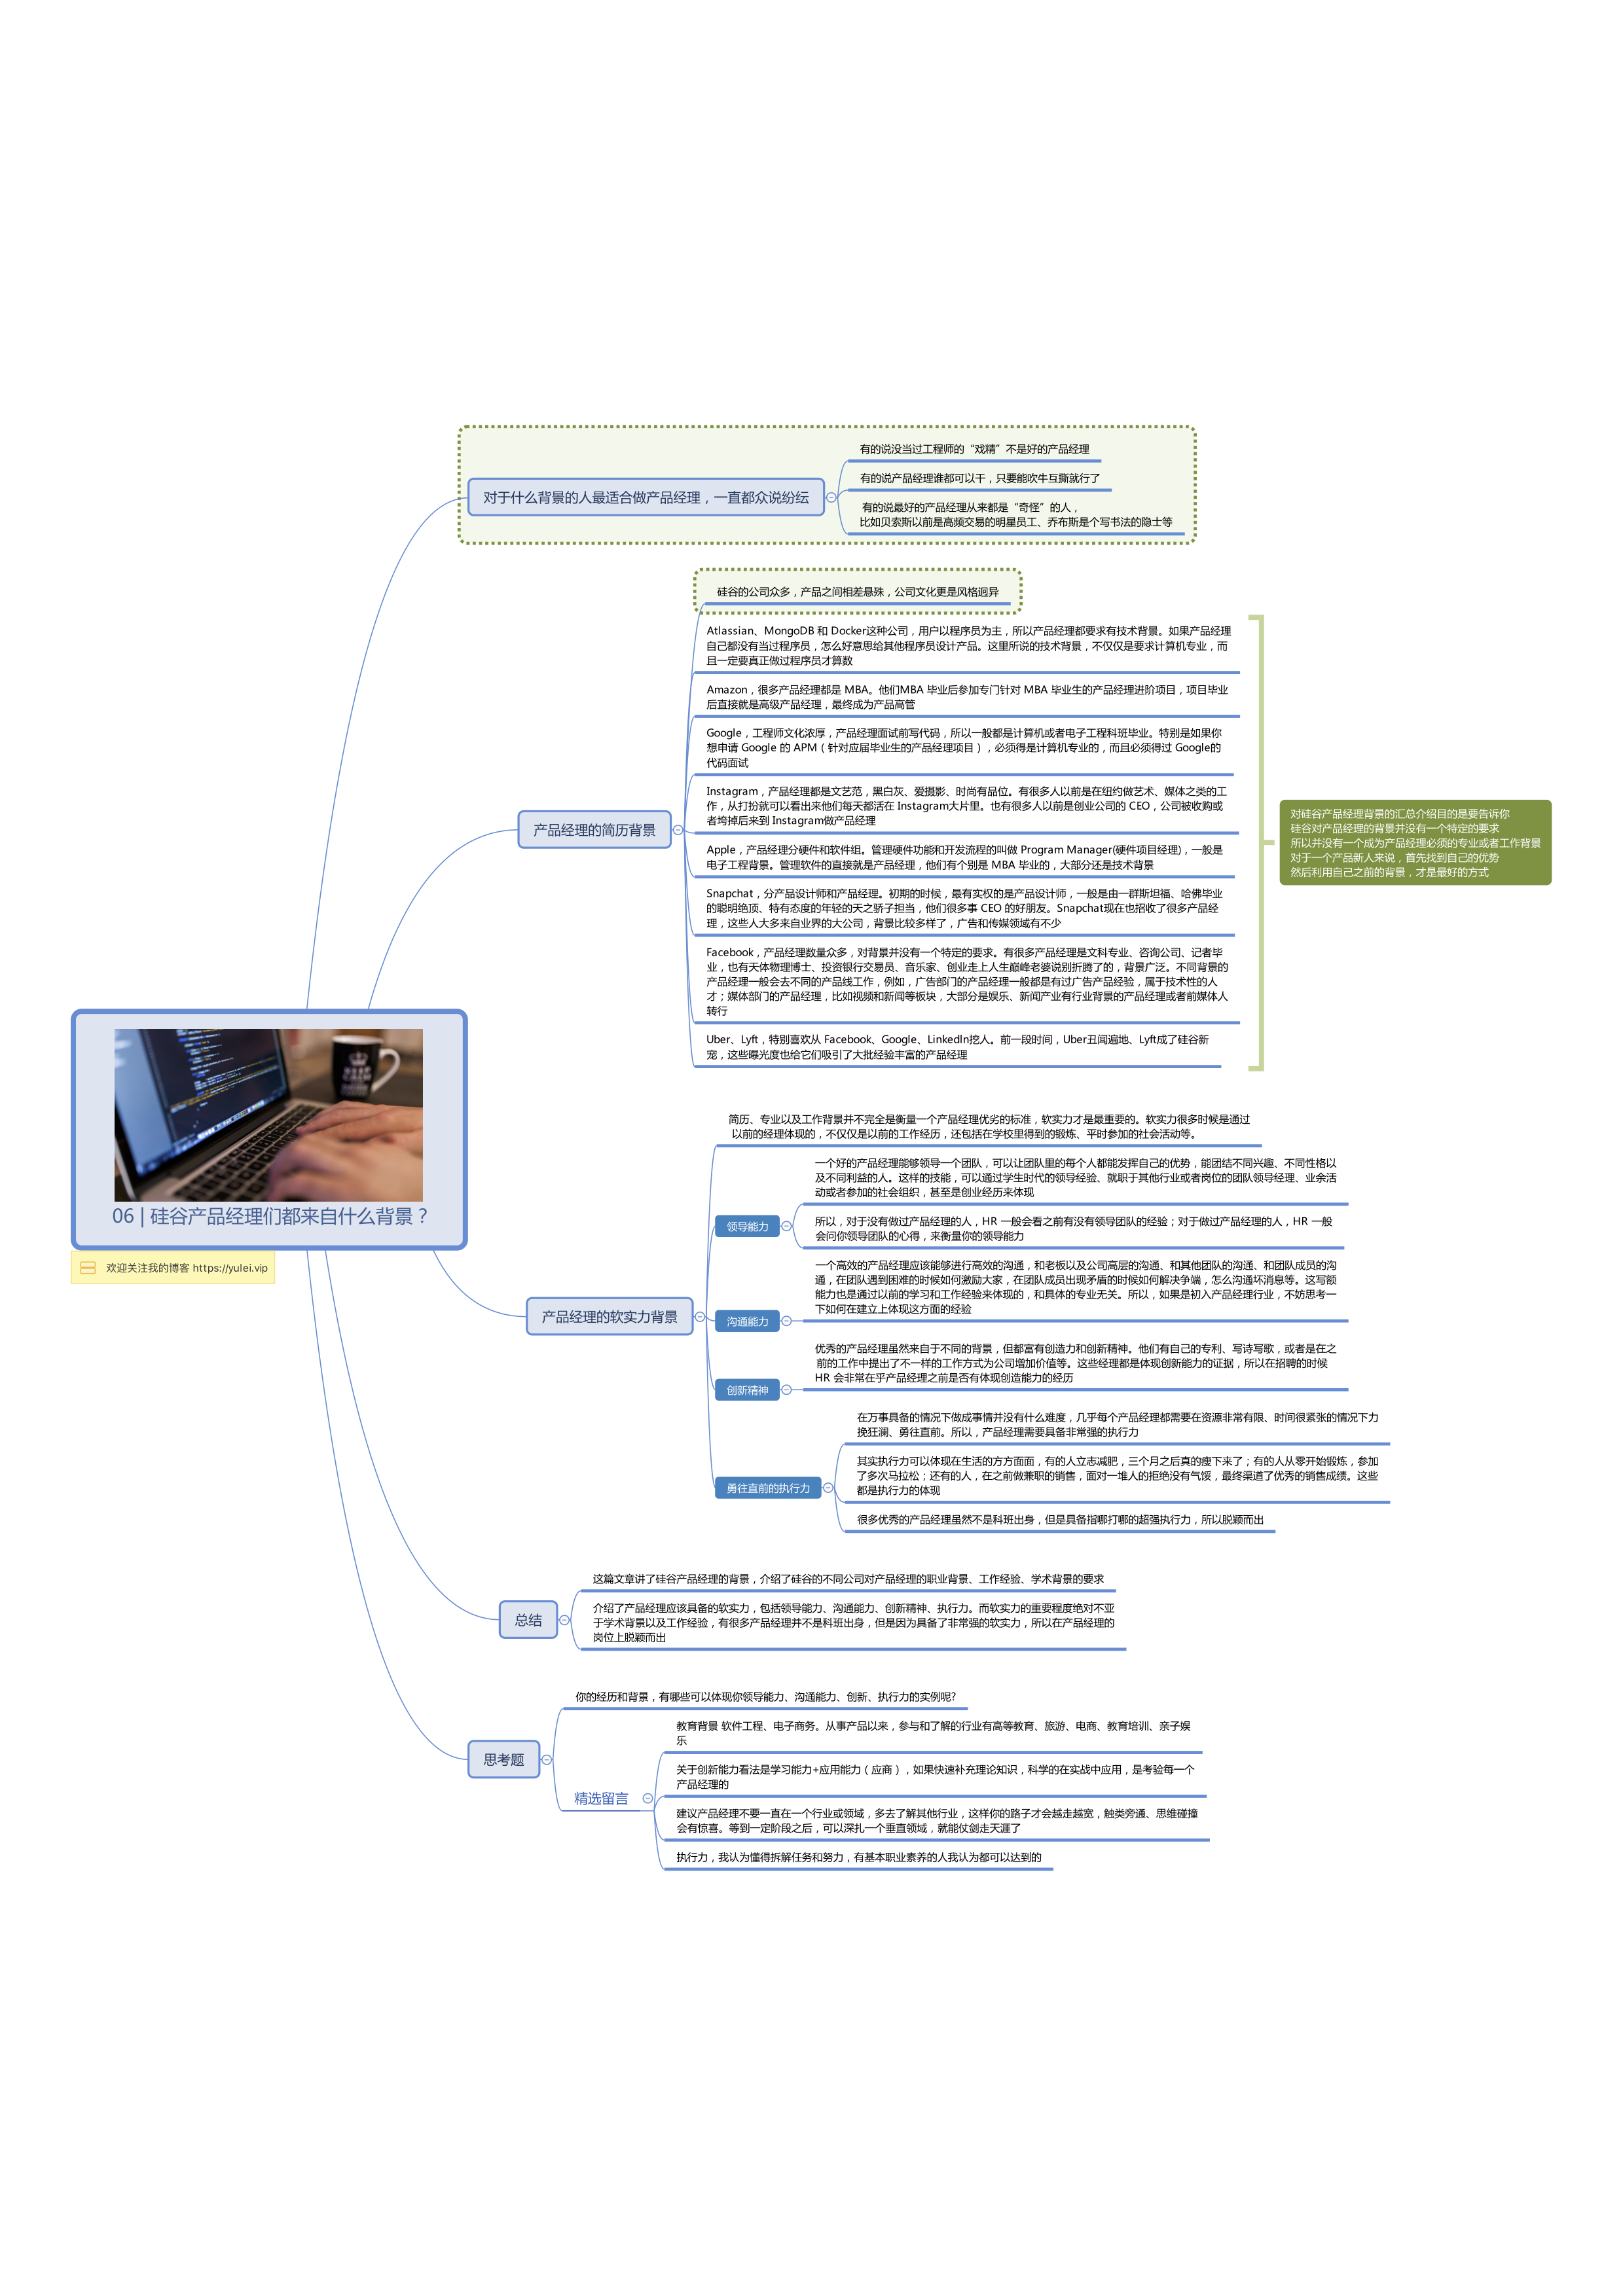 对于什么背景的人最适合做产品经理，一直都众说纷纭
有的说没当过工程师的“戏精”不是好的产品经理
有的说产品经理谁都可以干，只要能吹牛互撕就行了
有的说最好的产品经理从来都是“奇怪”的人，
比如贝索斯以前是高频交易的明星员工、乔布斯是个写书法的隐士等
产品经理的简历背景
硅谷的公司众多，产品之间相差悬殊，公司文化更是风格迥异
Atlassian、MongoDB 和 Docker这种公司，用户以程序员为主，所以产品经理都要求有技术背景。如果产品经理
自己都没有当过程序员，怎么好意思给其他程序员设计产品。这里所说的技术背景，不仅仅是要求计算机专业，而
且一定要真正做过程序员才算数
Amazon，很多产品经理都是 MBA。他们MBA 毕业后参加专门针对 MBA 毕业生的产品经理进阶项目，项目毕业
后直接就是高级产品经理，最终成为产品高管
Google，工程师文化浓厚，产品经理面试前写代码，所以一般都是计算机或者电子工程科班毕业。特别是如果你
想申请 Google 的 APM（针对应届毕业生的产品经理项目），必须得是计算机专业的，而且必须得过 Google的
代码面试
Instagram，产品经理都是文艺范，黑白灰、爱摄影、时尚有品位。有很多人以前是在纽约做艺术、媒体之类的工
作，从打扮就可以看出来他们每天都活在 Instagram大片里。也有很多人以前是创业公司的 CEO，公司被收购或
者垮掉后来到 Instagram做产品经理
Apple，产品经理分硬件和软件组。管理硬件功能和开发流程的叫做 Program Manager(硬件项目经理)，一般是
电子工程背景。管理软件的直接就是产品经理，他们有个别是 MBA 毕业的，大部分还是技术背景
Snapchat，分产品设计师和产品经理。初期的时候，最有实权的是产品设计师，一般是由一群斯坦福、哈佛毕业
的聪明绝顶、特有态度的年轻的天之骄子担当，他们很多事 CEO 的好朋友。Snapchat现在也招收了很多产品经
理，这些人大多来自业界的大公司，背景比较多样了，广告和传媒领域有不少
Facebook，产品经理数量众多，对背景并没有一个特定的要求。有很多产品经理是文科专业、咨询公司、记者毕
业，也有天体物理博士、投资银行交易员、音乐家、创业走上人生巅峰老婆说别折腾了的，背景广泛。不同背景的
产品经理一般会去不同的产品线工作，例如，广告部门的产品经理一般都是有过广告产品经验，属于技术性的人
才；媒体部门的产品经理，比如视频和新闻等板块，大部分是娱乐、新闻产业有行业背景的产品经理或者前媒体人
转行
Uber、Lyft，特别喜欢从 Facebook、Google、LinkedIn挖人。前一段时间，Uber丑闻遍地、Lyft成了硅谷新
宠，这些曝光度也给它们吸引了大批经验丰富的产品经理
对硅谷产品经理背景的汇总介绍目的是要告诉你
硅谷对产品经理的背景并没有一个特定的要求
所以并没有一个成为产品经理必须的专业或者工作背景
对于一个产品新人来说，首先找到自己的优势
然后利用自己之前的背景，才是最好的方式
06 | 硅谷产品经理们都来自什么背景？
欢迎关注我的博客 https://yulei.vip
产品经理的软实力背景
简历、专业以及工作背景并不完全是衡量一个产品经理优劣的标准，软实力才是最重要的。软实力很多时候是通过
以前的经理体现的，不仅仅是以前的工作经历，还包括在学校里得到的锻炼、平时参加的社会活动等。
领导能力
一个好的产品经理能够领导一个团队，可以让团队里的每个人都能发挥自己的优势，能团结不同兴趣、不同性格以
及不同利益的人。这样的技能，可以通过学生时代的领导经验、就职于其他行业或者岗位的团队领导经理、业余活
动或者参加的社会组织，甚至是创业经历来体现
所以，对于没有做过产品经理的人，HR 一般会看之前有没有领导团队的经验；对于做过产品经理的人，HR 一般
会问你领导团队的心得，来衡量你的领导能力
沟通能力
一个高效的产品经理应该能够进行高效的沟通，和老板以及公司高层的沟通、和其他团队的沟通、和团队成员的沟
通，在团队遇到困难的时候如何激励大家，在团队成员出现矛盾的时候如何解决争端，怎么沟通坏消息等。这写额
能力也是通过以前的学习和工作经验来体现的，和具体的专业无关。所以，如果是初入产品经理行业，不妨思考一
下如何在建立上体现这方面的经验
创新精神
优秀的产品经理虽然来自于不同的背景，但都富有创造力和创新精神。他们有自己的专利、写诗写歌，或者是在之
前的工作中提出了不一样的工作方式为公司增加价值等。这些经理都是体现创新能力的证据，所以在招聘的时候
HR 会非常在乎产品经理之前是否有体现创造能力的经历
勇往直前的执行力
在万事具备的情况下做成事情并没有什么难度，几乎每个产品经理都需要在资源非常有限、时间很紧张的情况下力
挽狂澜、勇往直前。所以，产品经理需要具备非常强的执行力
其实执行力可以体现在生活的方方面面，有的人立志减肥，三个月之后真的瘦下来了；有的人从零开始锻炼，参加
了多次马拉松；还有的人，在之前做兼职的销售，面对一堆人的拒绝没有气馁，最终渠道了优秀的销售成绩。这些
都是执行力的体现
很多优秀的产品经理虽然不是科班出身，但是具备指哪打哪的超强执行力，所以脱颖而出
总结
这篇文章讲了硅谷产品经理的背景，介绍了硅谷的不同公司对产品经理的职业背景、工作经验、学术背景的要求
介绍了产品经理应该具备的软实力，包括领导能力、沟通能力、创新精神、执行力。而软实力的重要程度绝对不亚
于学术背景以及工作经验，有很多产品经理并不是科班出身，但是因为具备了非常强的软实力，所以在产品经理的
岗位上脱颖而出
思考题
你的经历和背景，有哪些可以体现你领导能力、沟通能力、创新、执行力的实例呢?
精选留言
教育背景 软件工程、电子商务。从事产品以来，参与和了解的行业有高等教育、旅游、电商、教育培训、亲子娱
乐
关于创新能力看法是学习能力+应用能力（应商），如果快速补充理论知识，科学的在实战中应用，是考验每一个
产品经理的
建议产品经理不要一直在一个行业或领域，多去了解其他行业，这样你的路子才会越走越宽，触类旁通、思维碰撞
会有惊喜。等到一定阶段之后，可以深扎一个垂直领域，就能仗剑走天涯了
执行力，我认为懂得拆解任务和努力，有基本职业素养的人我认为都可以达到的